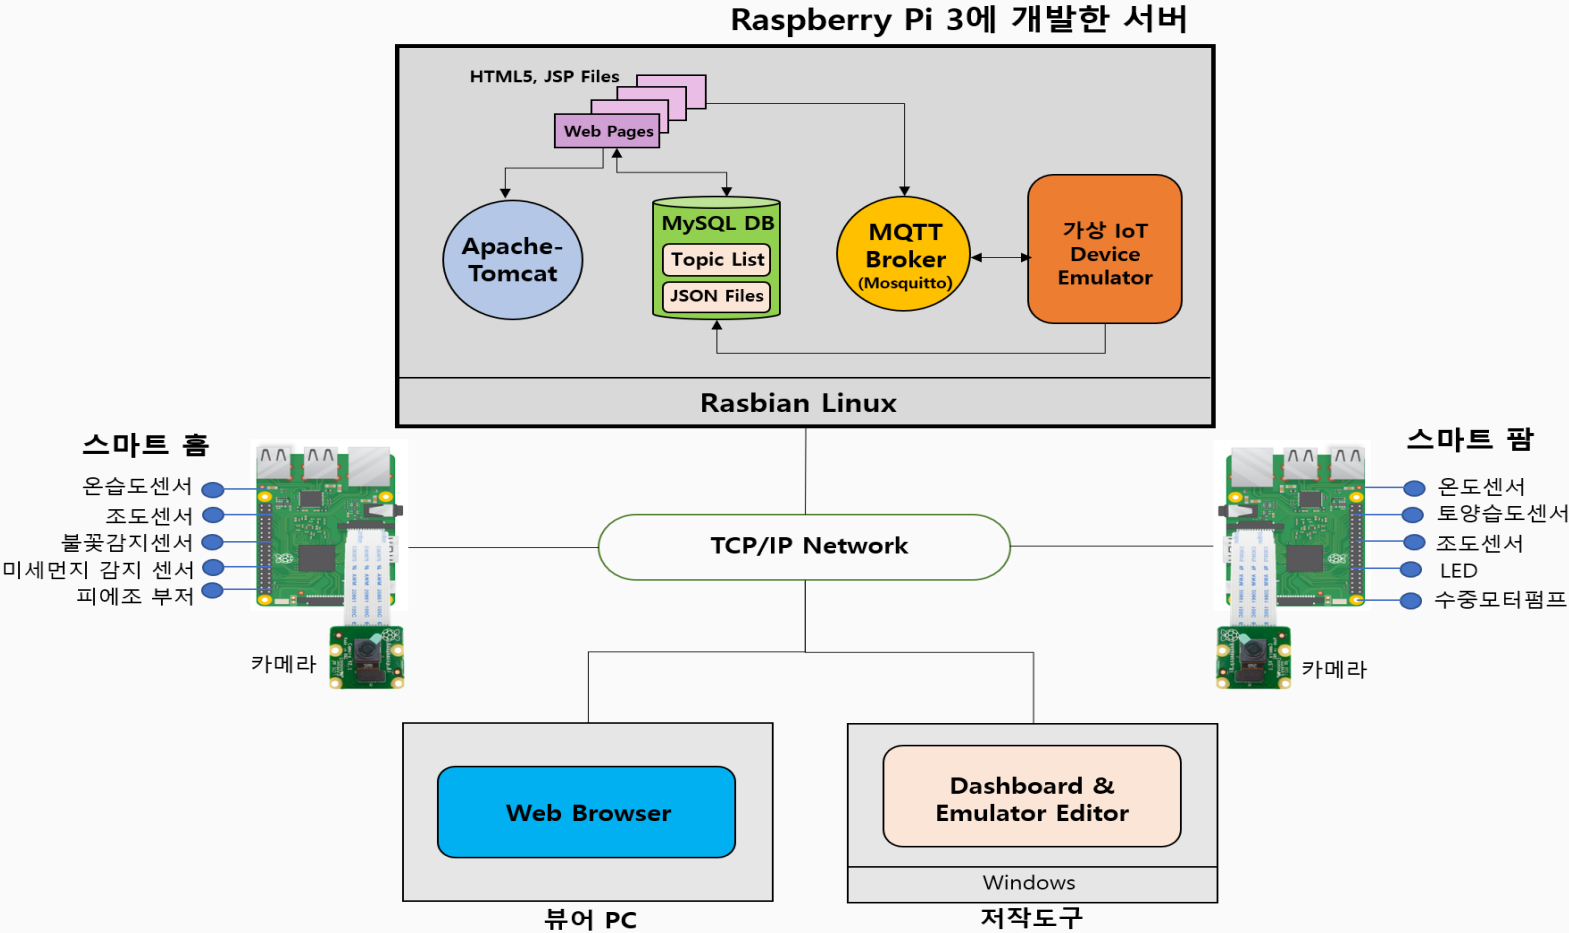 Raspberry Pi 3에 개발한 서버
HTML5, JSP Files
Web Pages
Apache-
Tomcat
MySQL DB
Topic List
JSON Files
MQTT
Broker
(Mosquitto)
가상 IoT
Device
Emulator
Rasbian Linux
스마트 홈
온습도센서
조도센서
불꽃감지센서
미세먼지 감지 센서
피에조 부저
카메라
TCP/IP Network
스마트 팜
온도센서
토양습도센서
조도센서
LED
수중모터펌프
카메라
Web Browser
뷰어 PC
Dashboard &
Emulator Editor
Windows
저작도구